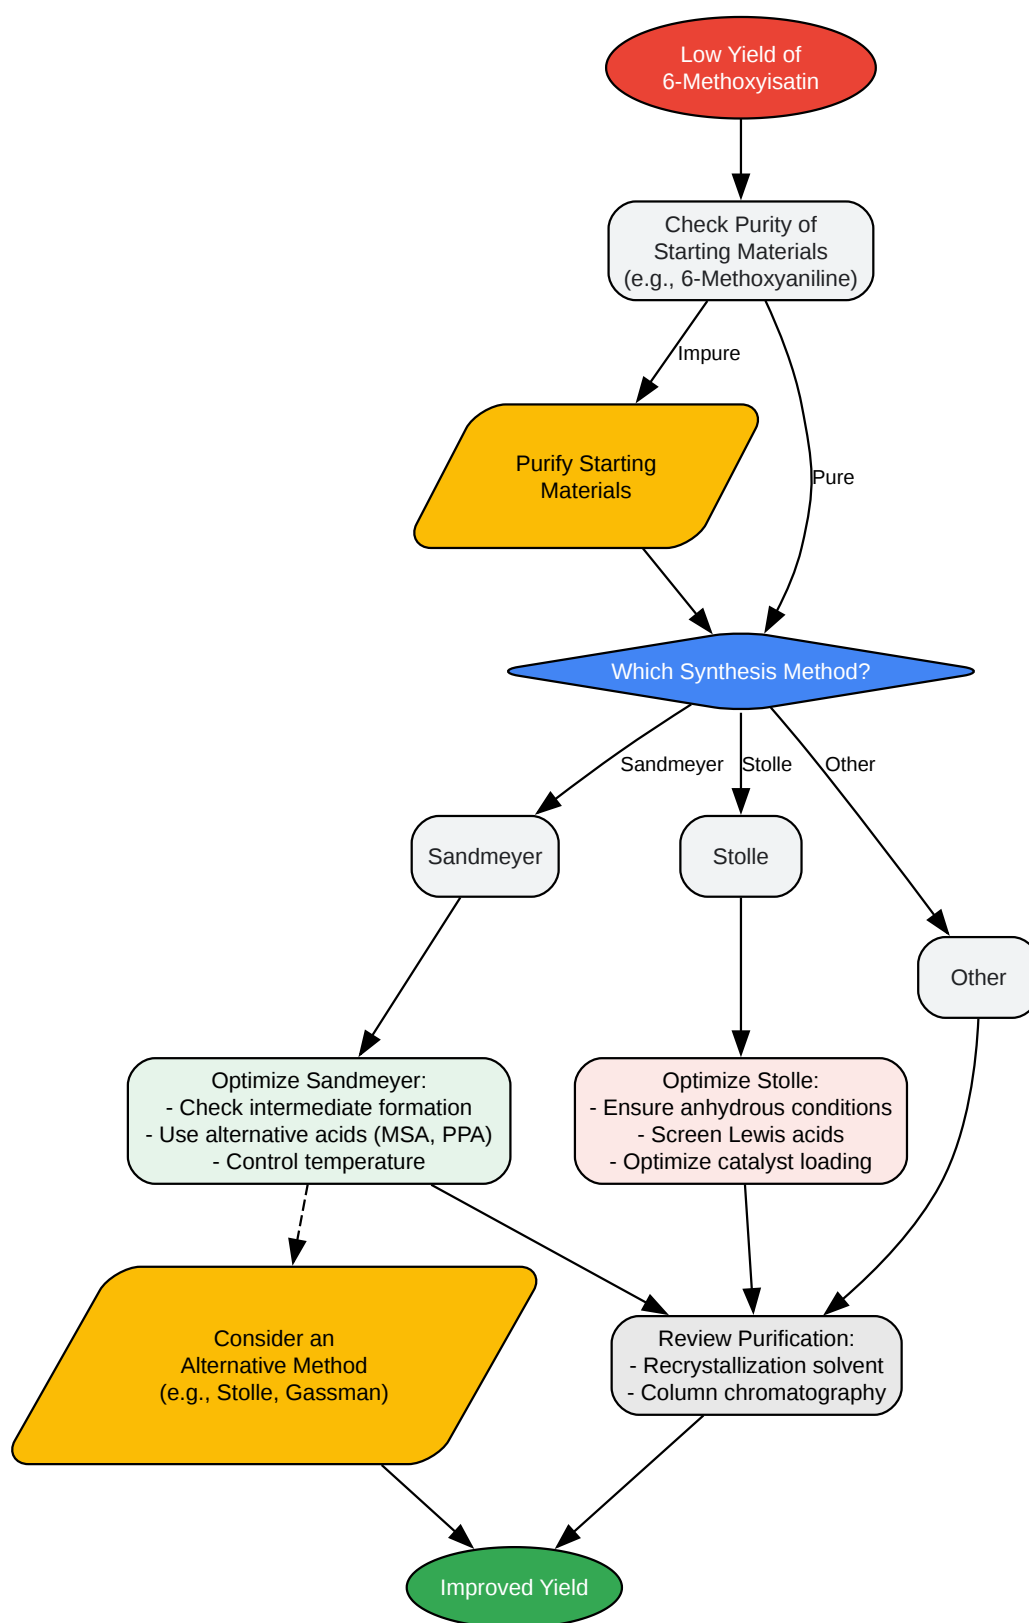 Low Yield of
6-Methoxyisatin
Check Purity of
Starting Materials
(e.g., 6-Methoxyaniline)
Impure
Pure
Purify Starting
Materials
Which Synthesis Method?
Sandmeyer
Stolle
Other
Sandmeyer
Stolle
Other
Optimize Sandmeyer:
- Check intermediate formation
- Use alternative acids (MSA, PPA)
- Control temperature
Optimize Stolle:
- Ensure anhydrous conditions
- Screen Lewis acids
- Optimize catalyst loading
Consider an
Alternative Method
(e.g., Stolle, Gassman)
Review Purification:
- Recrystallization solvent
- Column chromatography
Improved Yield